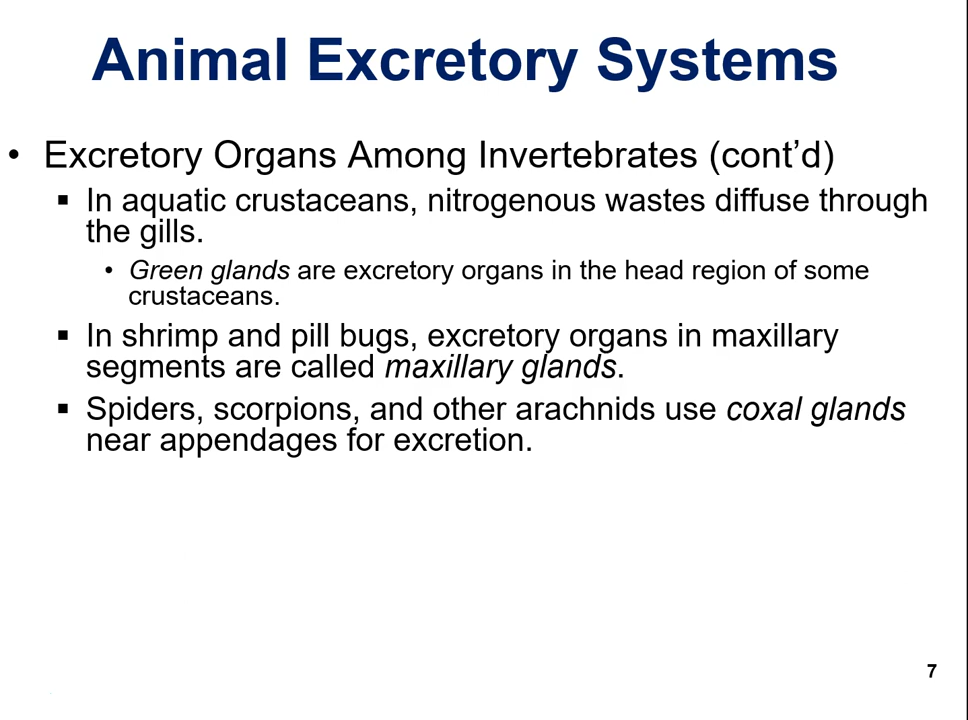 Animal Excretory Systems
• Excretory Organs Among Invertebrates (cont’d)
▪ In aquatic crustaceans, nitrogenous wastes diffuse through
the gills.
• Green glands are excretory organs in the head region of some
crustaceans.
▪ In shrimp and pill bugs, excretory organs in maxillary
segments are called maxillary glands.
▪ Spiders, scorpions, and other arachnids use coxal glands
near appendages for excretion.
7